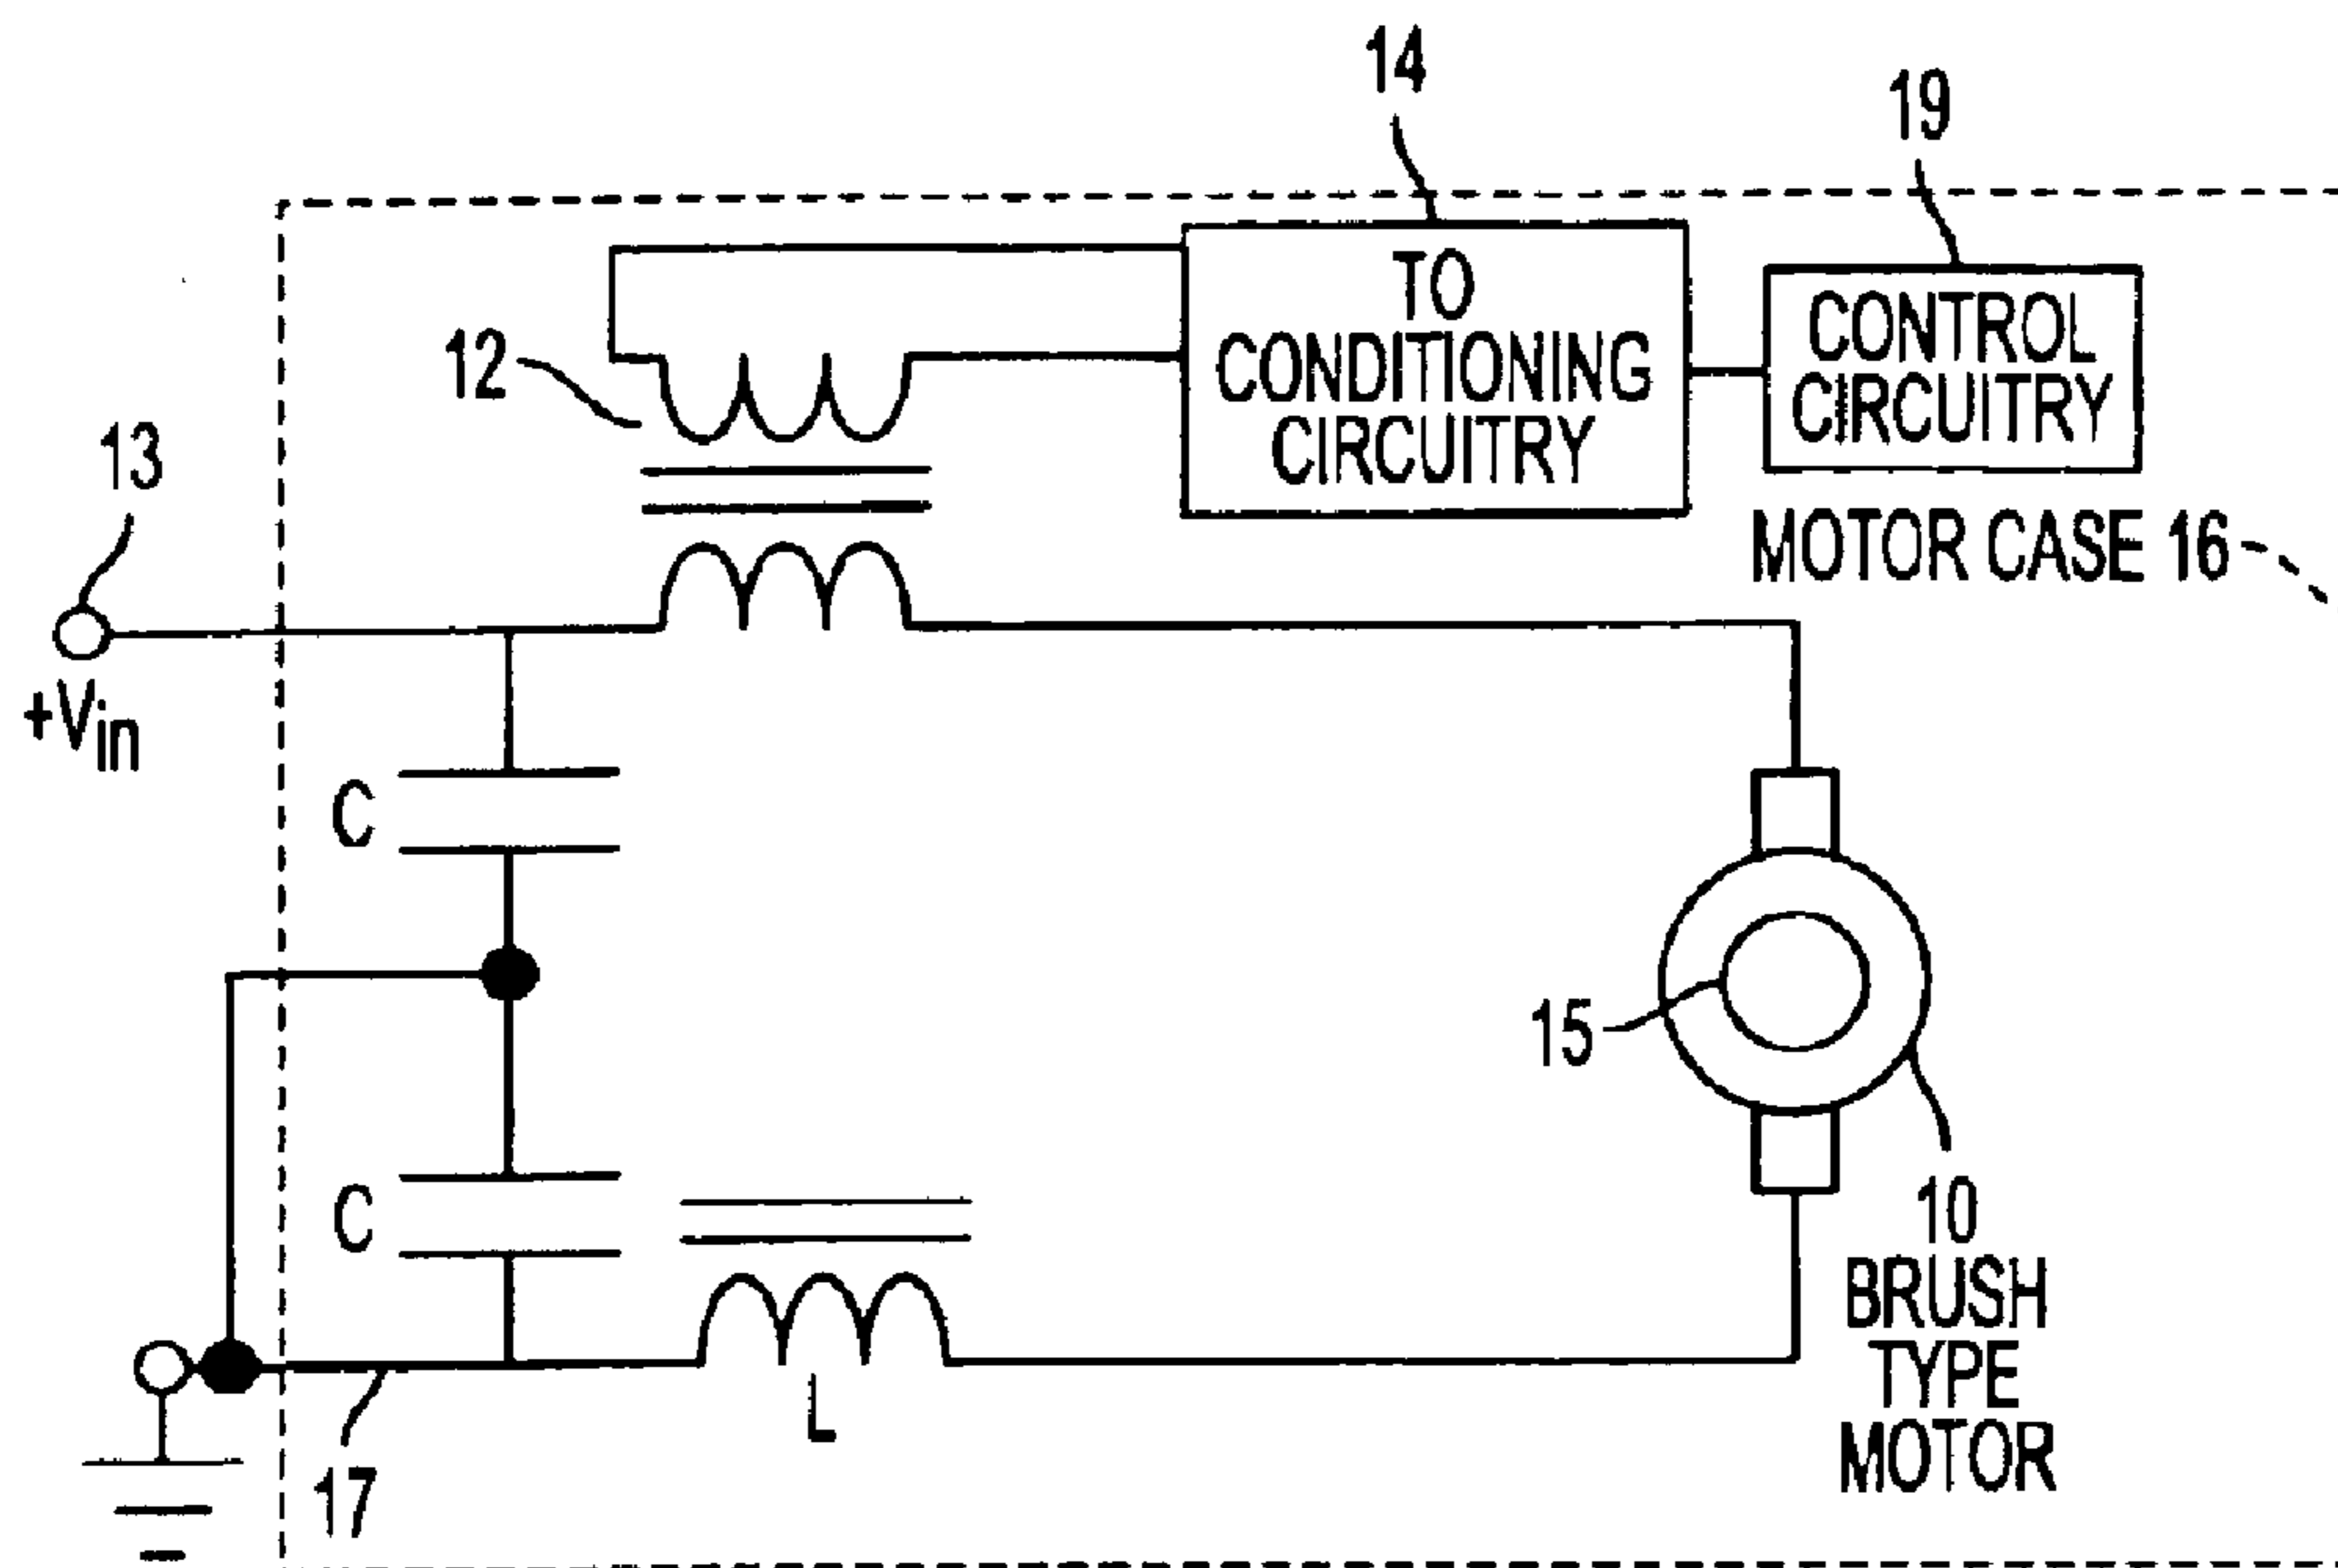 14
19
TO
CONDITIONING
CIRCUITRY
CONTROL
CIRCUITRY
12
13
MOTOR CASE 16
+Vin
C
15
C
10
BRUSH
TYPE
MOTOR
L
17